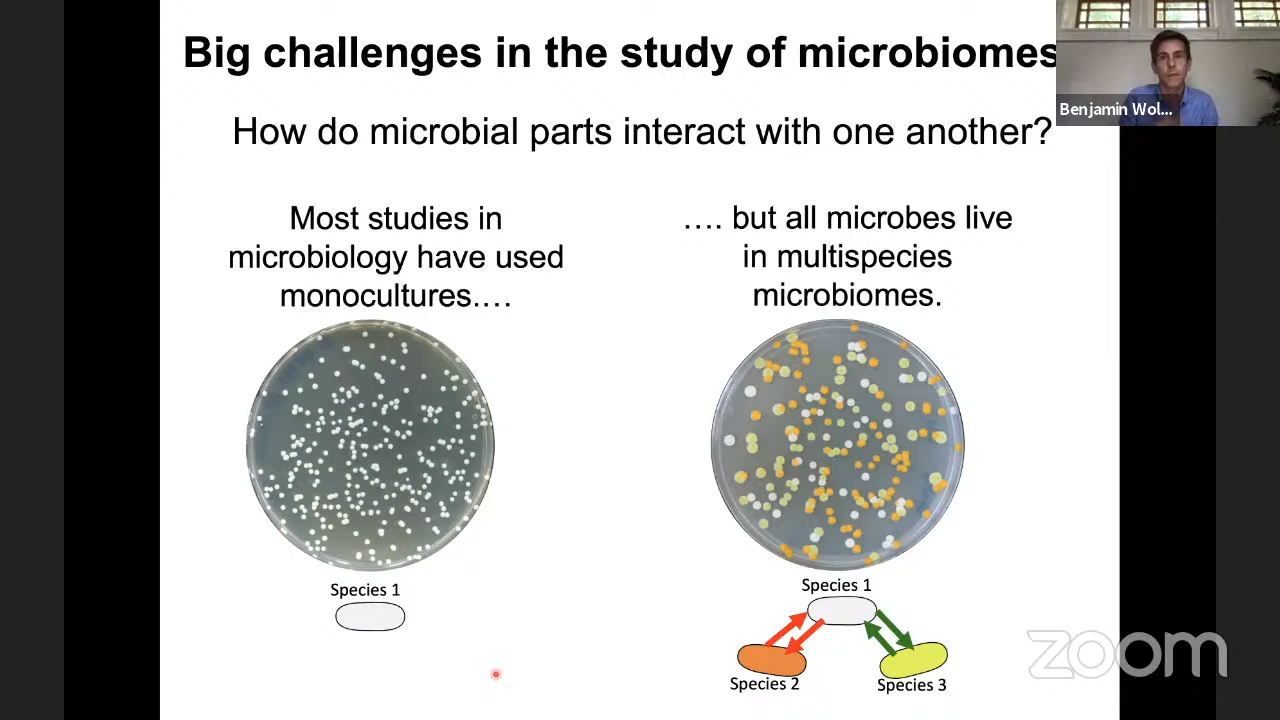 Big challenges in the study of microbiomes
Benjamin Wol...
How do microbial parts interact with one another?
Most studies in
microbiology have used
monocultures….
…. but all microbes live
in multispecies
microbiomes.
Species 1
Species 1
Species 2
Species 3
zoom